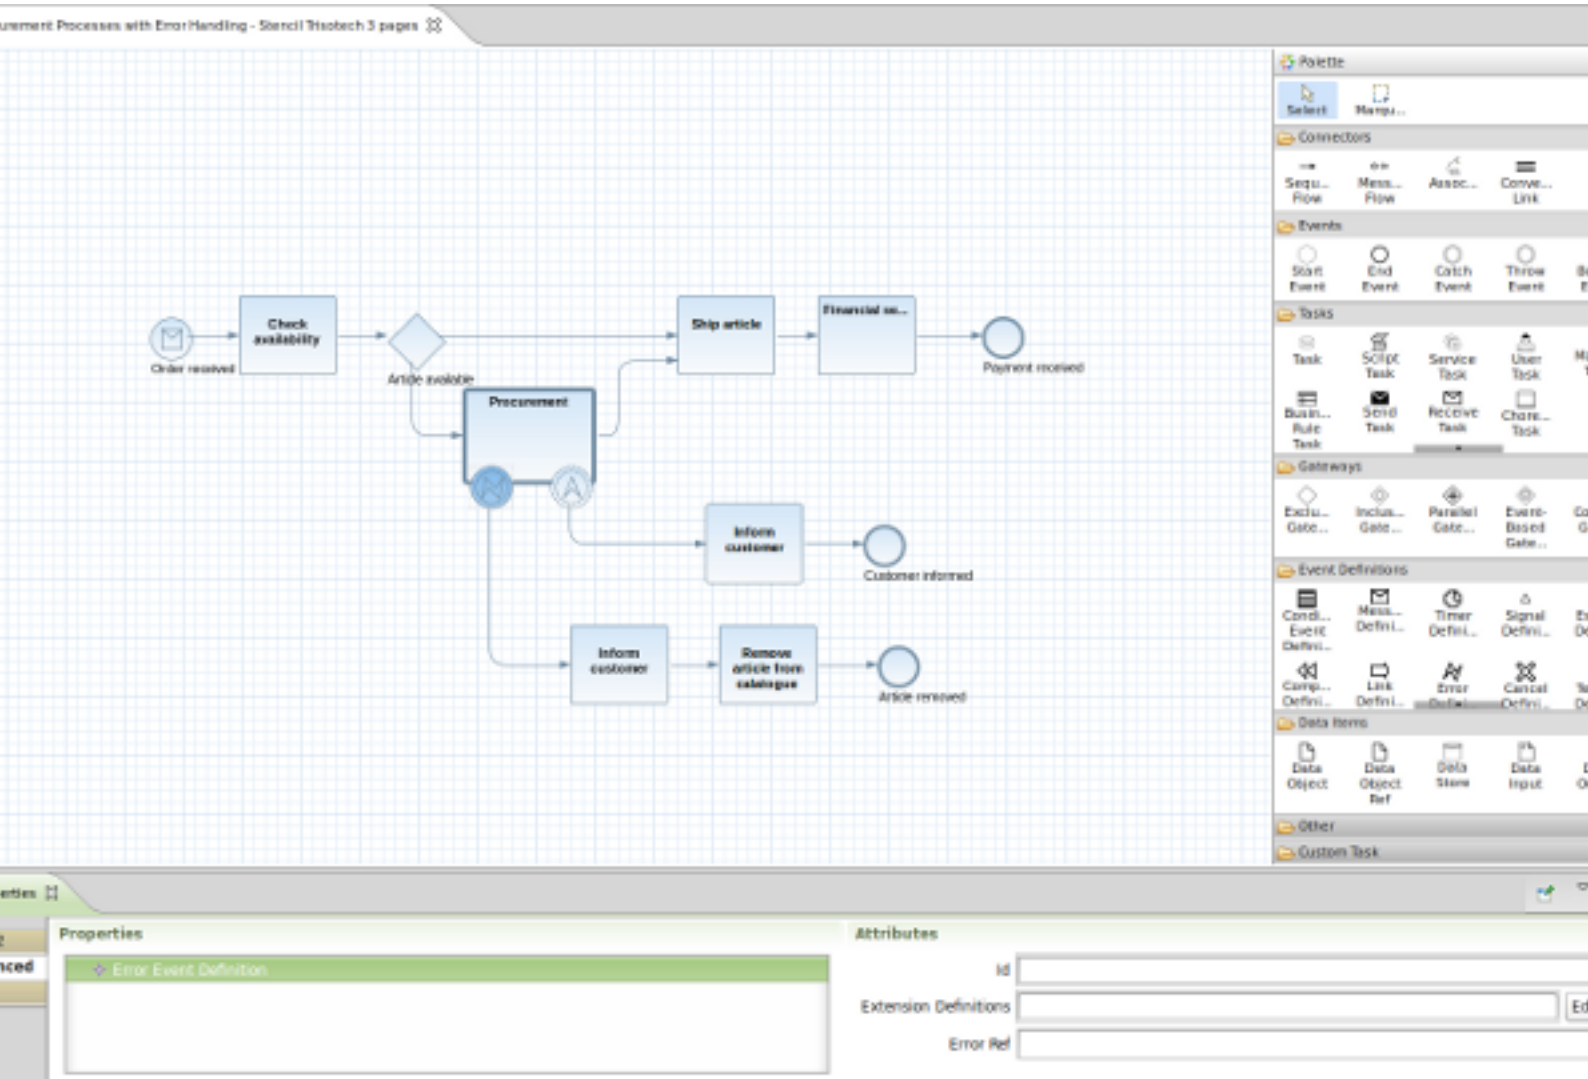 urement Processes with Error Handling - Stencil Trisotech 3 pages
Palette
Select
Marqu...
Connectors
Sequ... Flow
Mess... Flow
Assoc...
Conve... Link
Events
Start Event
End Event
Catch Event
Throw Event
Tasks
Task
Script Task
Service Task
User Task
Busin... Rule Task
Send Task
Receive Task
Chore... Task
Gateways
Exclu... Gate...
Inclus... Gate...
Parallel Gate...
Event-Based Gate...
Event Definitions
Condi... Event Defini...
Mess... Defini...
Timer Defini...
Signal Defini...
Comp... Defini...
Link Defini...
Error Defini...
Cancel Defini...
Data Items
Data Object
Data Object Ref
Data Store
Data Input
Other
Custom Task
Order received
Check
availability
Article available
Ship article
Financial se...
Payment received
Procurement
Inform
customer
Customer informed
Inform
customer
Remove
article from
catalogue
Article removed
erties
nced
Properties
Error Event Definition
Attributes
Id
Extension Definitions
Ed
Error Ref